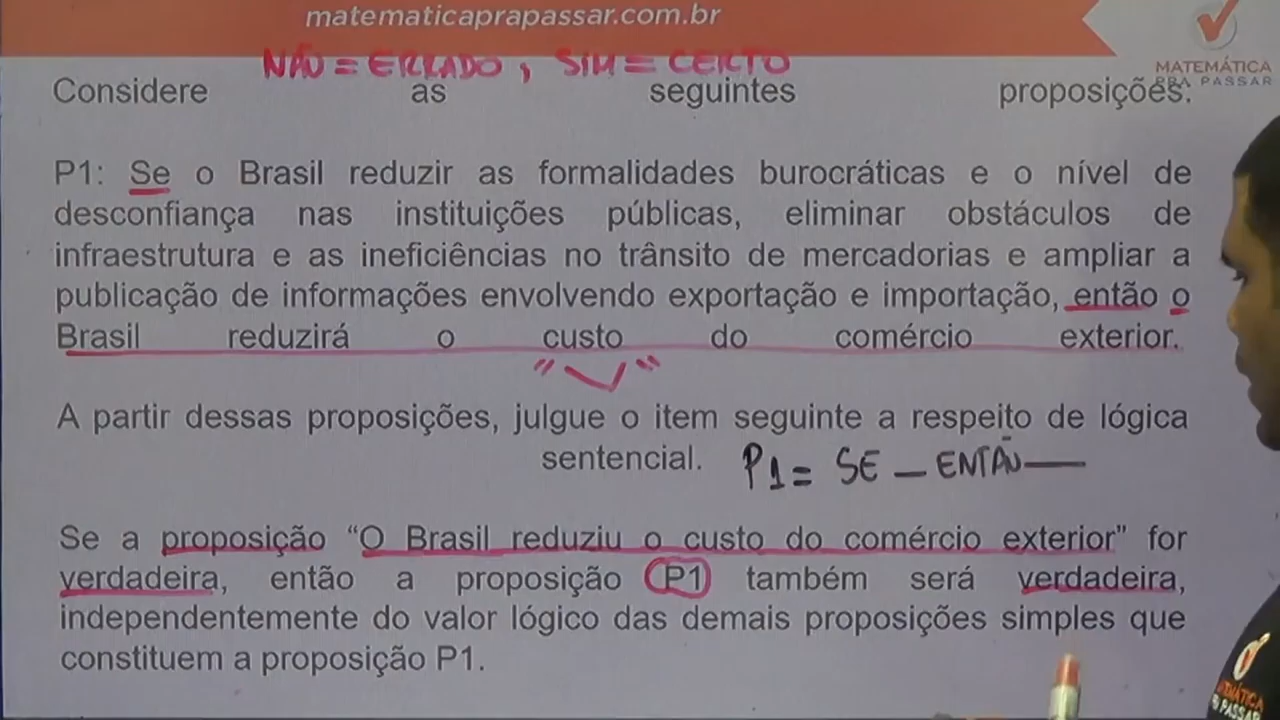 matematicaprapassar.com.br
MATEMÁTICA
PRA PASSAR
NÃO = ERRADO, SIM = CERTO
Considere as seguintes proposições:
P1: Se o Brasil reduzir as formalidades burocráticas e o nível de
desconfiança nas instituições públicas, eliminar obstáculos de
infraestrutura e as ineficiências no trânsito de mercadorias e ampliar a
publicação de informações envolvendo exportação e importação, então o
Brasil reduzirá o custo do comércio exterior.
"V"
A partir dessas proposições, julgue o item seguinte a respeito de lógica
sentencial. P1 = SE — ENTÃO —
Se a proposição “O Brasil reduziu o custo do comércio exterior” for
verdadeira, então a proposição P1 também será verdadeira,
independentemente do valor lógico das demais proposições simples que
constituem a proposição P1.